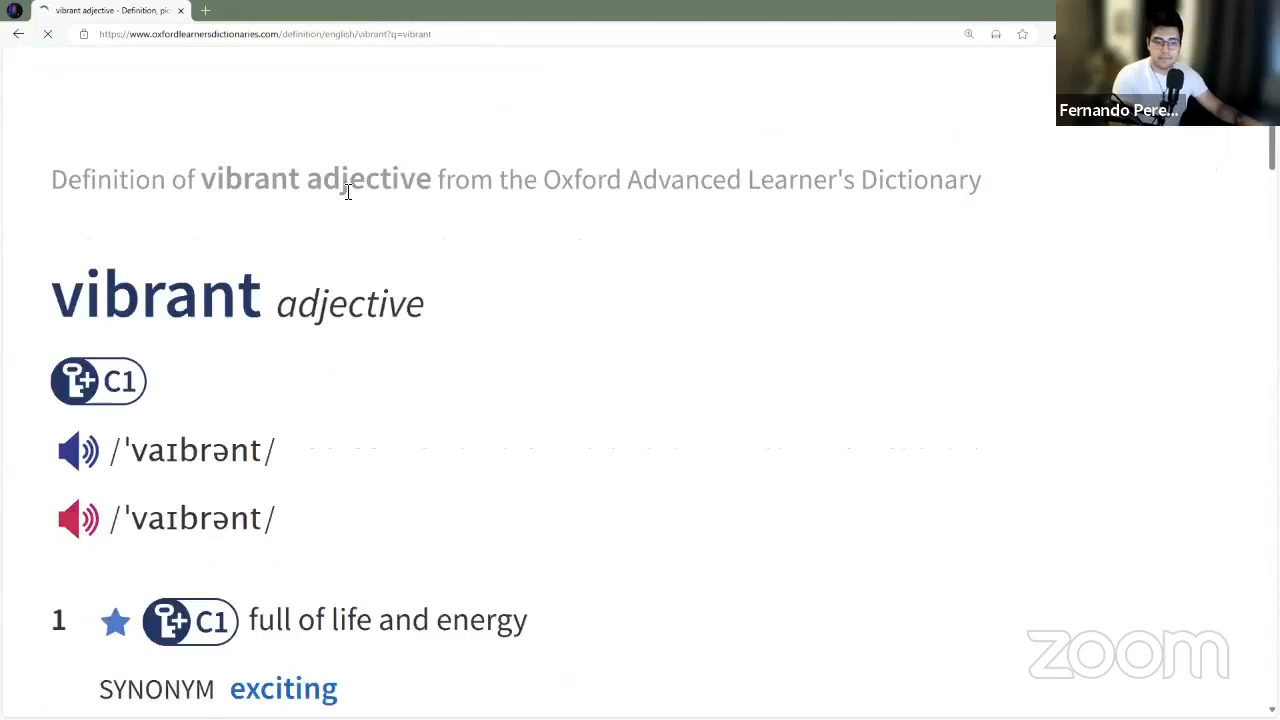 vibrant adjective - Definition, pic
https://www.oxfordlearnersdictionaries.com/definition/english/vibrant?q=vibrant
Fernando Pere...
Definition of vibrant adjective from the Oxford Advanced Learner's Dictionary
vibrant adjective
C1
/ˈvaɪbrənt/
/ˈvaɪbrənt/
1 C1 full of life and energy
SYNONYM exciting
zoom